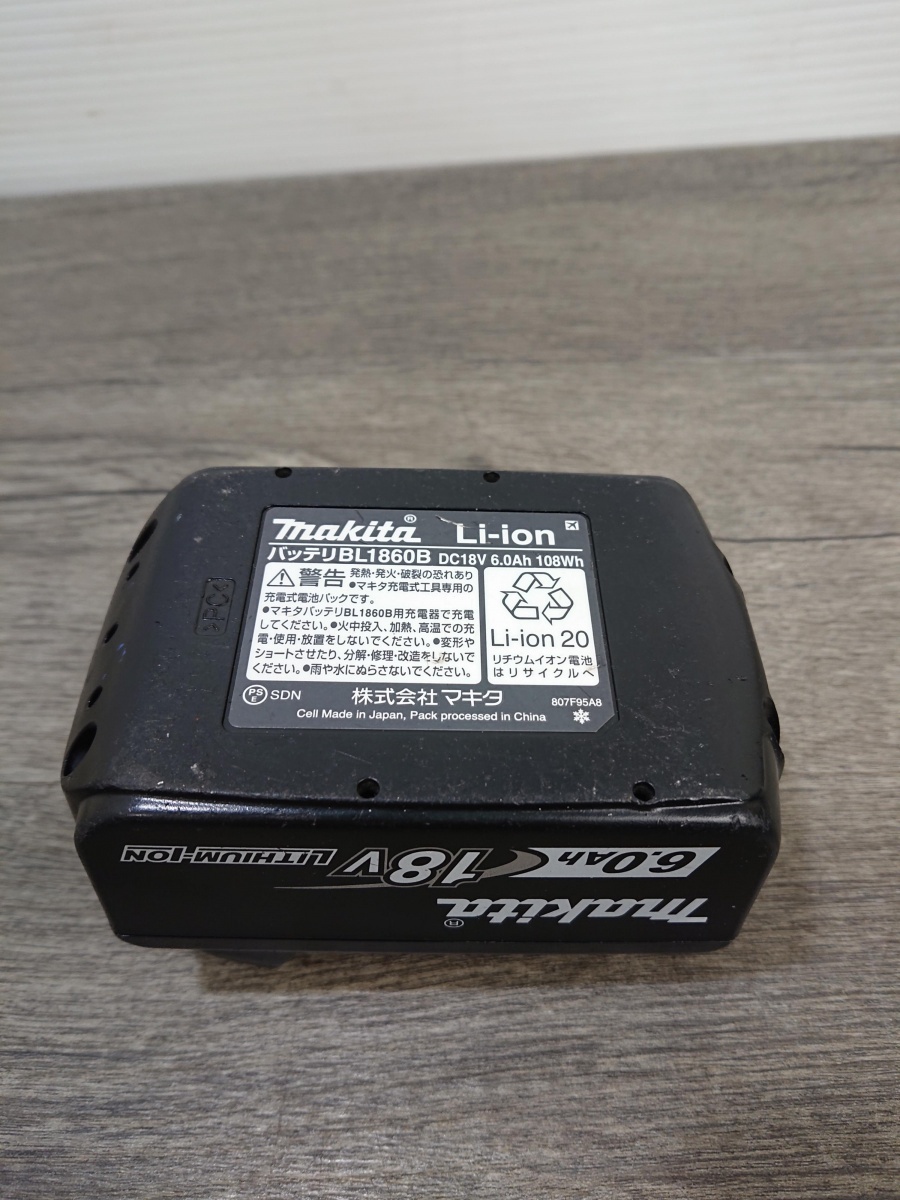 makita® Li-ion
バッテリBL1860B DC18V 6.0Ah 108Wh
警告 発熱・発火・破裂の恐れあり
●マキタ充電式工具専用の
充電式電池パックです。
●マキタバッテリBL1860B用充電器で充電
してください。●火中投入、加熱、高温での充
電・使用・放置をしないでください。●変形や
ショートさせたり、分解・修理・改造をしないで
ください。●雨や水にぬらさないでください。
Li-ion 20
リチウムイオン電池
はリサイクルへ
PSE SDN 株式会社 マキタ 807F95A8
Cell Made in Japan, Pack processed in China
>PC<
makita®
6.0Ah 18V LITHIUM-ION